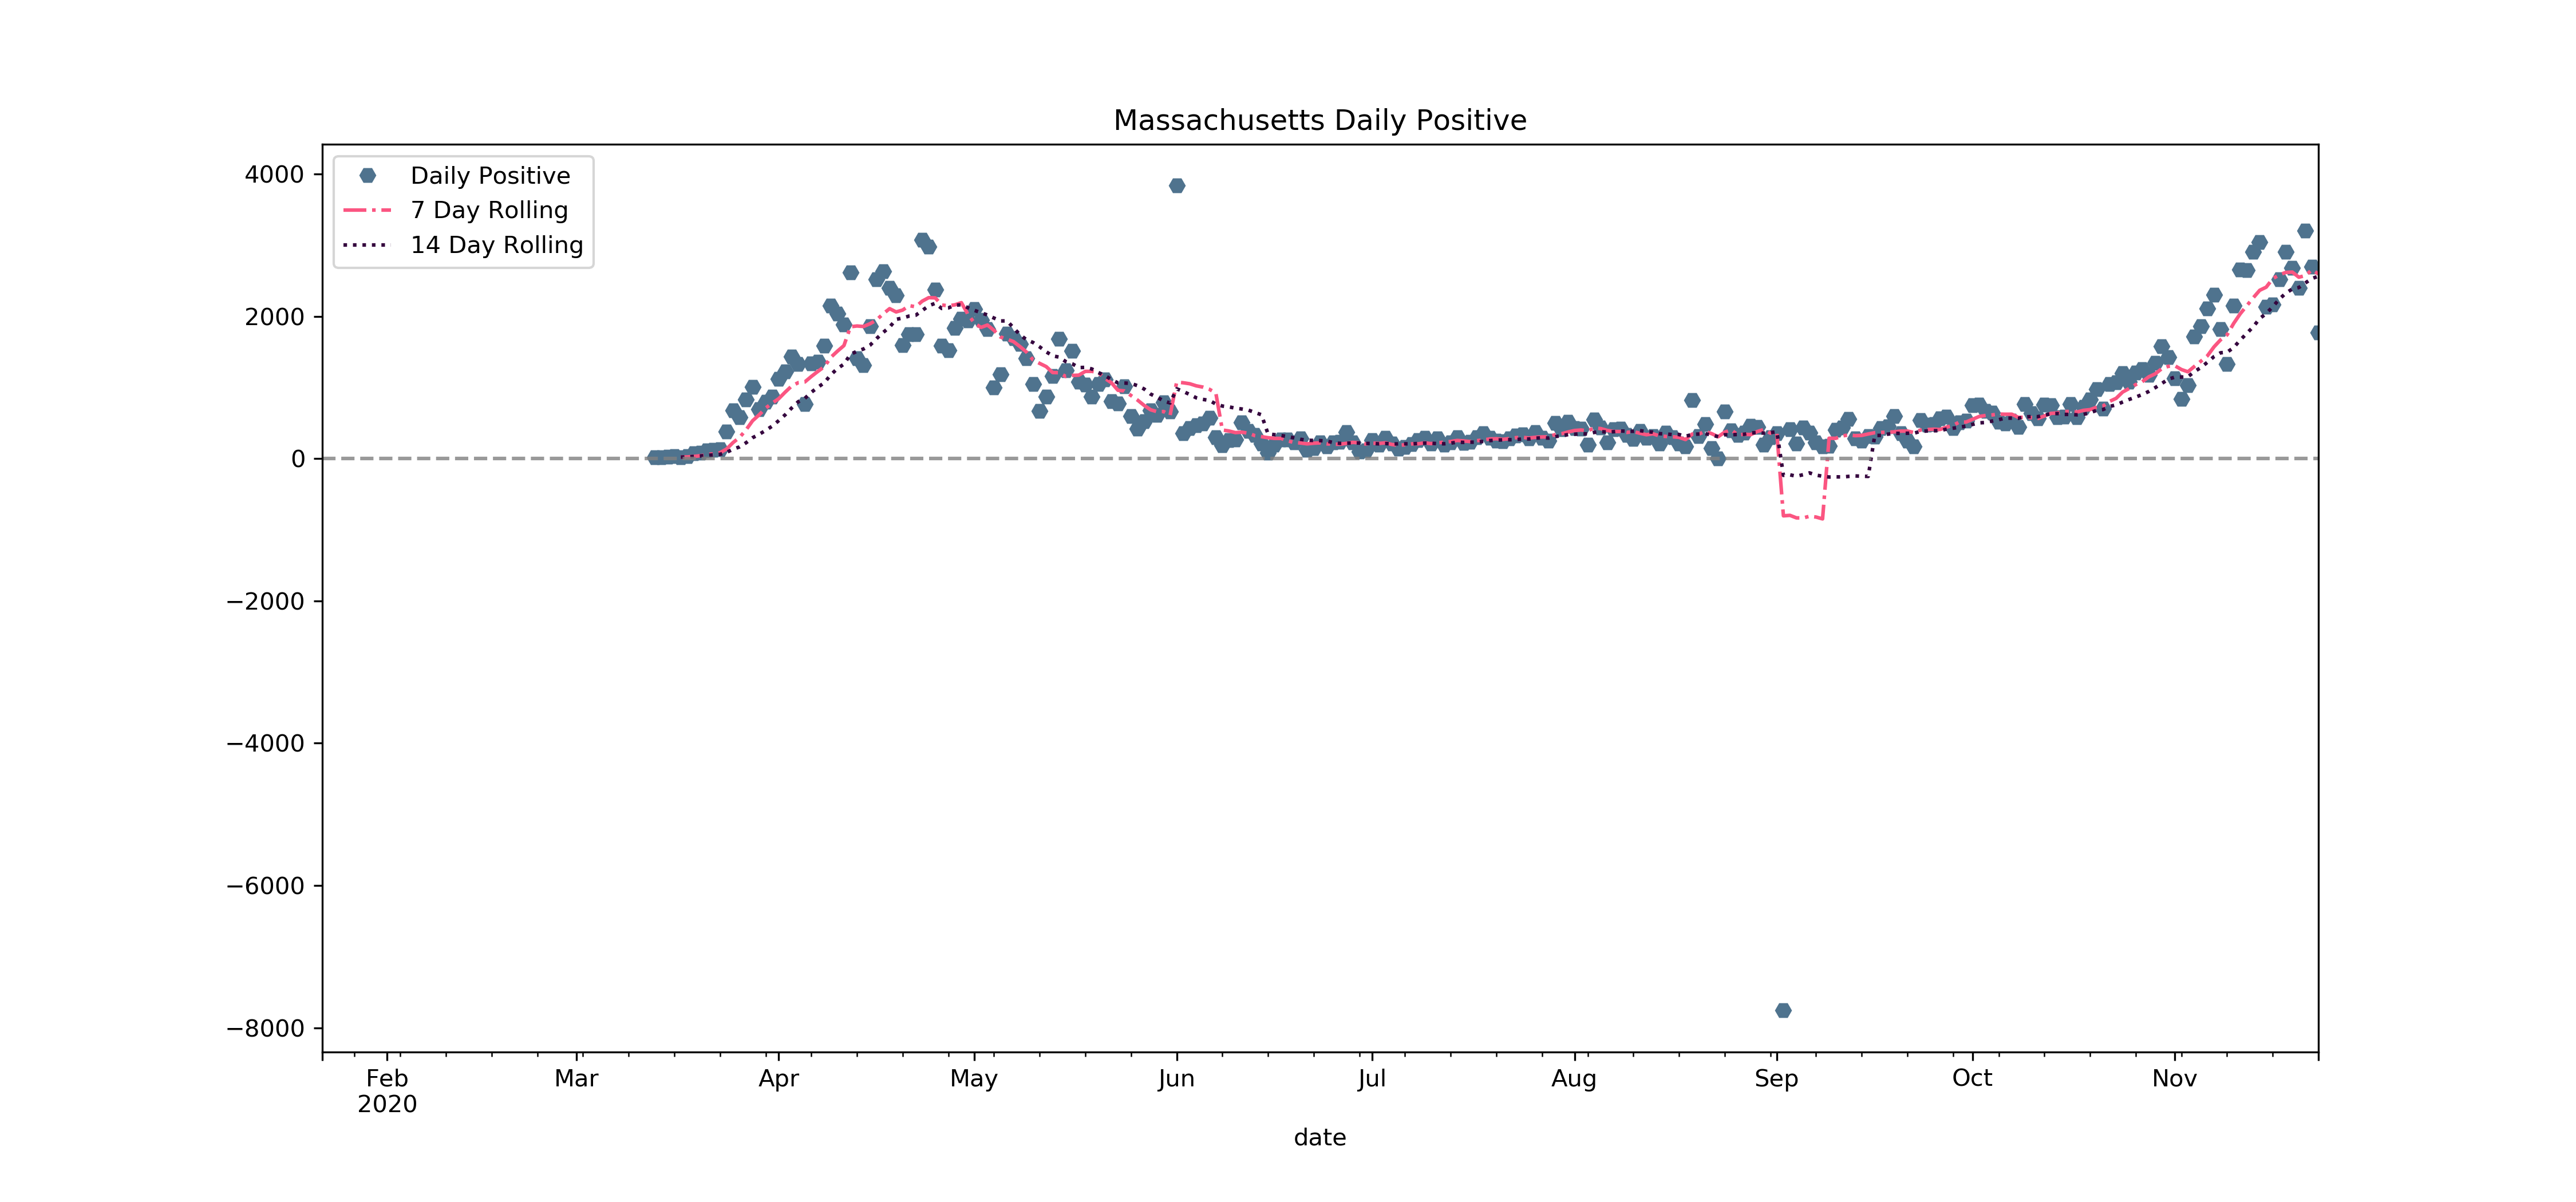 Massachusetts Daily Positive
Daily Positive
7 Day Rolling
14 Day Rolling
4000
2000
0
−2000
−4000
−6000
−8000
Feb Mar Apr May Jun Jul Aug Sep Oct Nov
2020
date